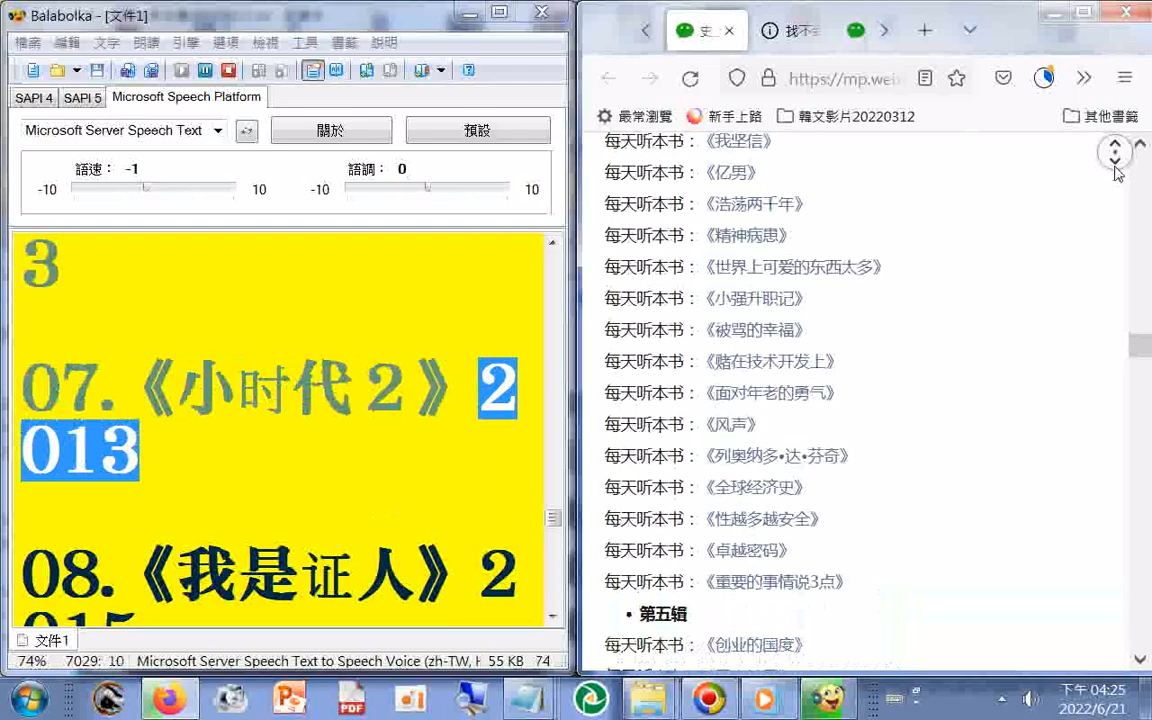 Balabolka - [文件1]
檔案 編輯 文字 朗讀 引擎 選項 檢視 工具 書籤 說明
SAPI 4 SAPI 5 Microsoft Speech Platform
Microsoft Server Speech Text 關於 預設
語速： -1 語調： 0
-10 10 -10 10
3
07.《小时代２》2
013
08.《我是证人》2
文件1
74% 7029: 10 Microsoft Server Speech Text to Speech Voice (zh-TW, H 55 KB 74
https://mp.wei
最常瀏覽 新手上路 韓文影片20220312 其他書籤
每天听本书：《我坚信》
每天听本书：《亿男》
每天听本书：《浩荡两千年》
每天听本书：《精神病患》
每天听本书：《世界上可爱的东西太多》
每天听本书：《小强升职记》
每天听本书：《被骂的幸福》
每天听本书：《赌在技术开发上》
每天听本书：《面对年老的勇气》
每天听本书：《风声》
每天听本书：《列奥纳多•达•芬奇》
每天听本书：《全球经济史》
每天听本书：《性越多越安全》
每天听本书：《卓越密码》
每天听本书：《重要的事情说3点》
• 第五辑
每天听本书：《创业的国度》
PDF
下午 04:25
2022/6/21